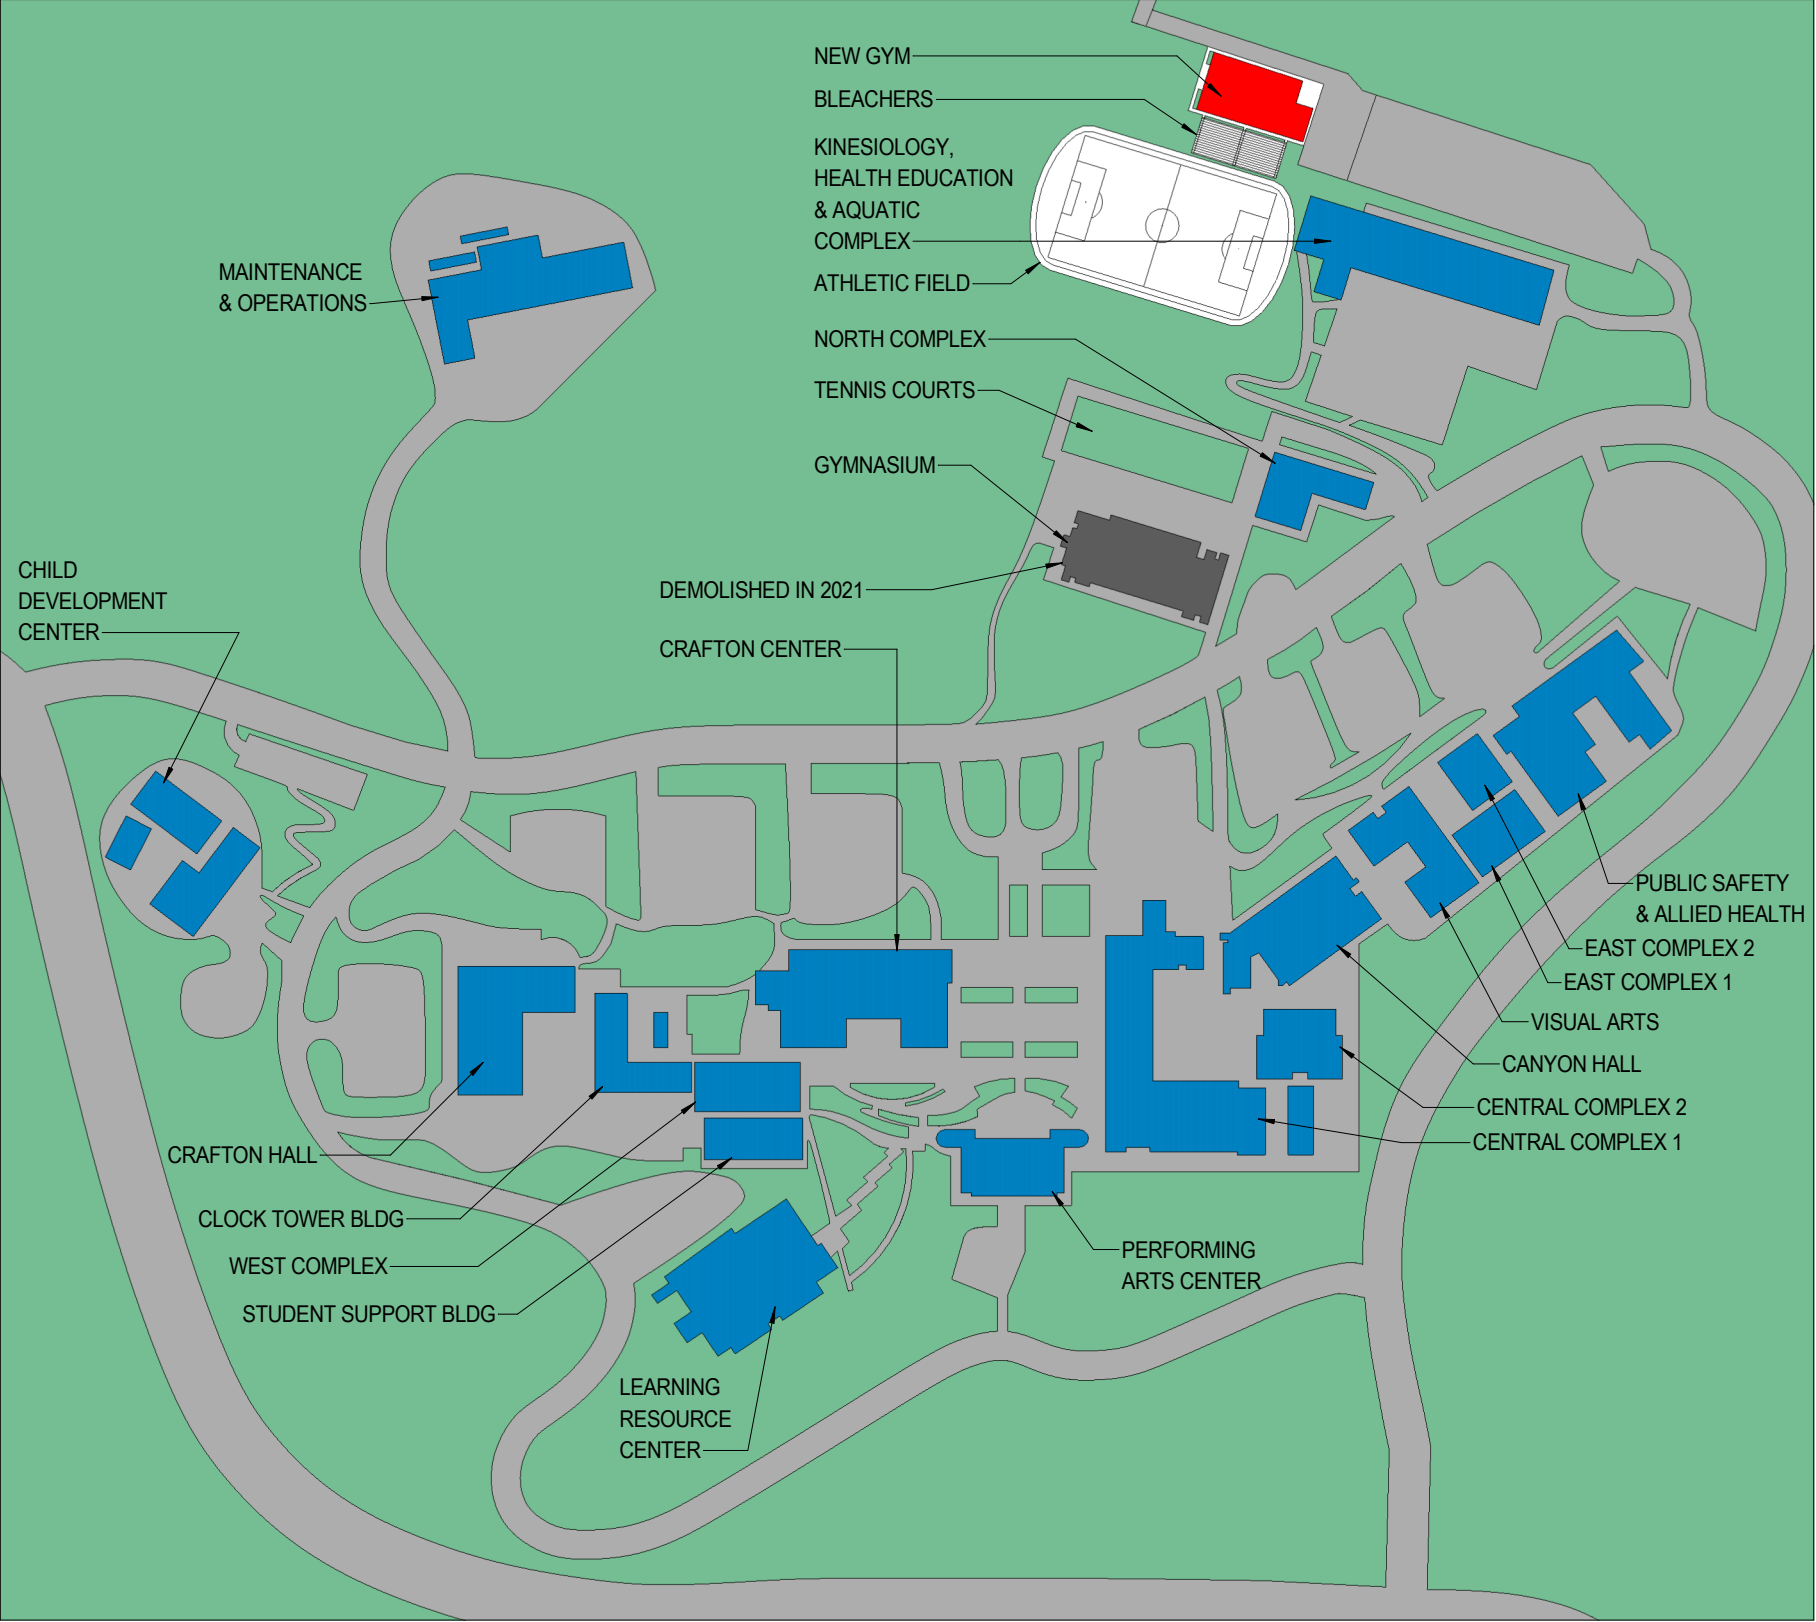 NEW GYM
BLEACHERS
KINESIOLOGY,
HEALTH EDUCATION
& AQUATIC
COMPLEX
ATHLETIC FIELD
MAINTENANCE
& OPERATIONS
NORTH COMPLEX
TENNIS COURTS
GYMNASIUM
DEMOLISHED IN 2021
CHILD
DEVELOPMENT
CENTER
CRAFTON CENTER
PUBLIC SAFETY
& ALLIED HEALTH
EAST COMPLEX 2
EAST COMPLEX 1
VISUAL ARTS
CANYON HALL
CENTRAL COMPLEX 2
CENTRAL COMPLEX 1
CRAFTON HALL
CLOCK TOWER BLDG
WEST COMPLEX
STUDENT SUPPORT BLDG
PERFORMING
ARTS CENTER
LEARNING
RESOURCE
CENTER